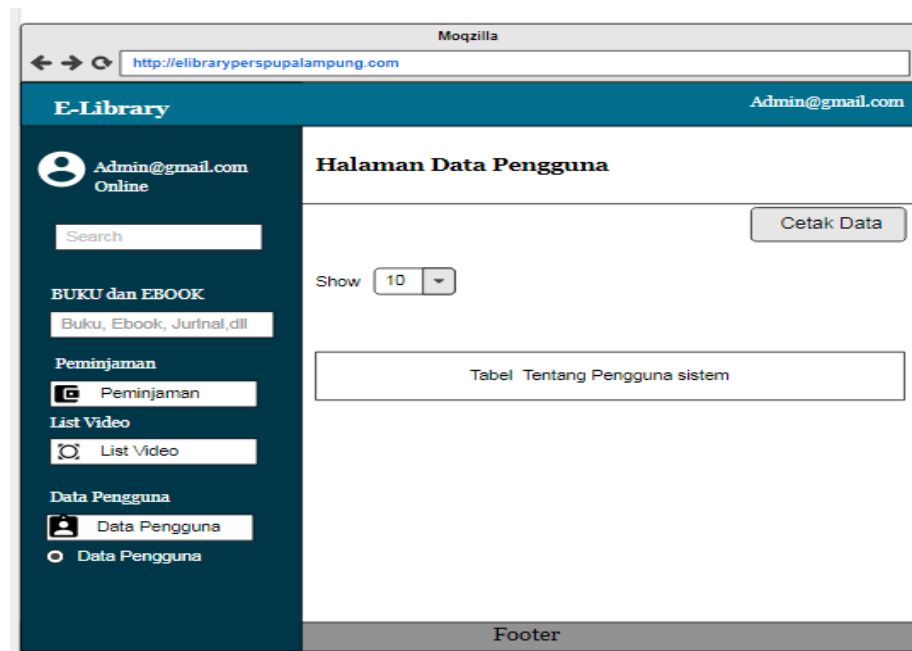 Moqzilla
http://elibraryperspupalampung.com
E-Library
Admin@gmail.com
Admin@gmail.com
Online
Search
BUKU dan EBOOK
Buku, Ebook, Jurlnal,dll
Peminjaman
Peminjaman
List Video
List Video
Data Pengguna
Data Pengguna
Data Pengguna
Halaman Data Pengguna
Cetak Data
Show 10
Tabel Tentang Pengguna sistem
Footer